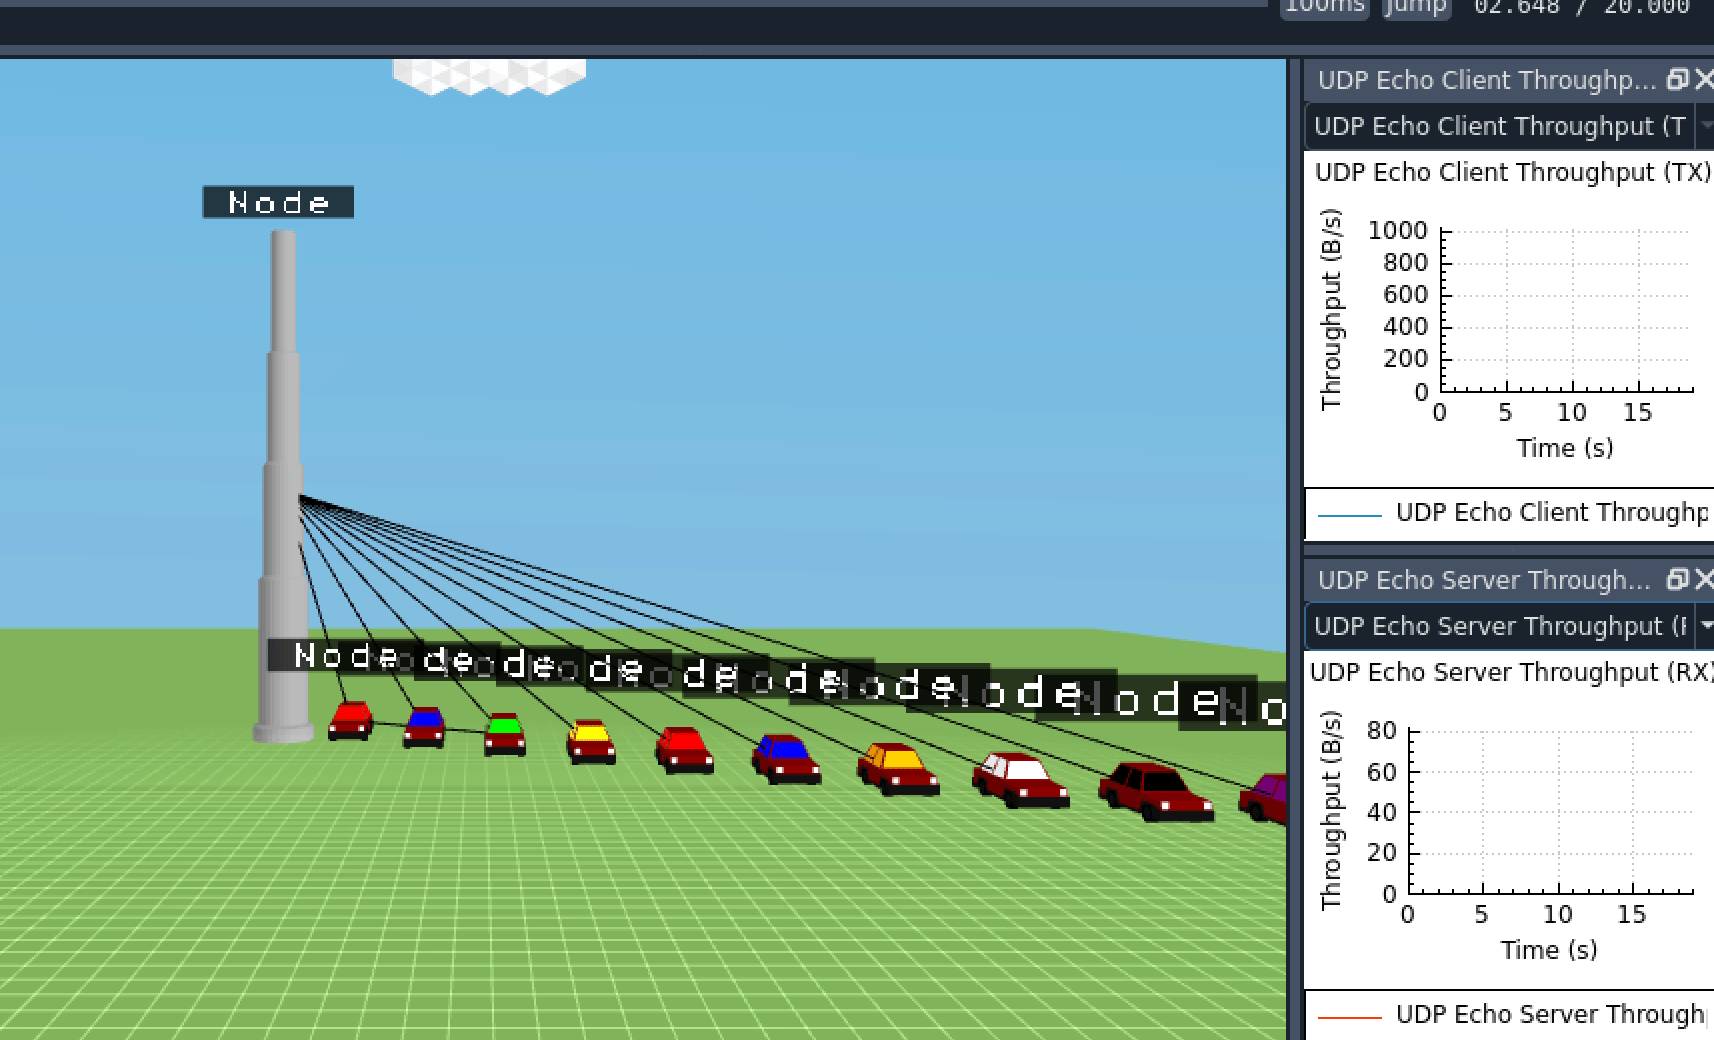 100ms Jump 02.648 / 20.000
UDP Echo Client Throughp...
UDP Echo Client Throughput (T
UDP Echo Client Throughput (TX)
Throughput (B/s)
1000
800
600
400
200
0
0 5 10 15
Time (s)
UDP Echo Client Throughp
UDP Echo Server Through...
UDP Echo Server Throughput (
UDP Echo Server Throughput (RX)
Throughput (B/s)
80
60
40
20
0
0 5 10 15
Time (s)
UDP Echo Server Through
Node
Node de de de de ode ode ode Node No